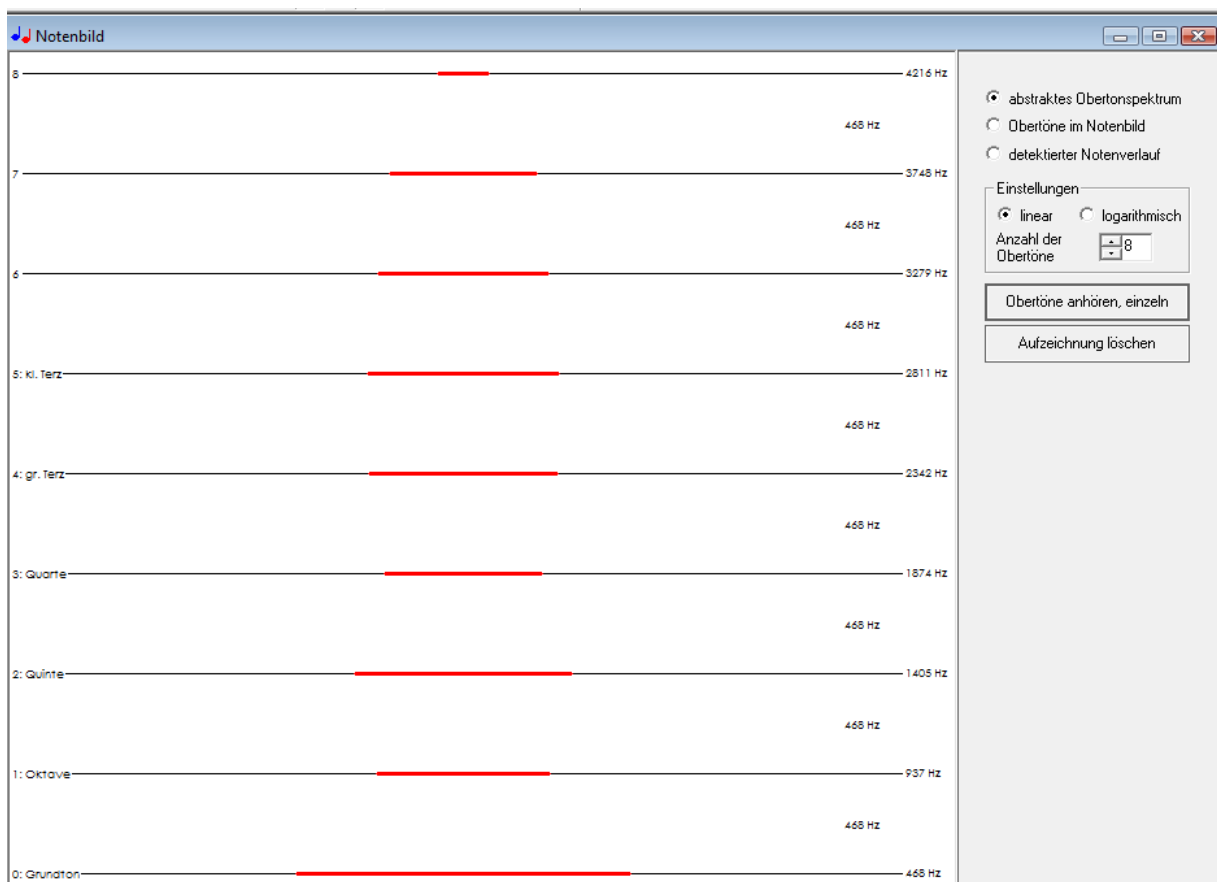 Notenbild
8 4216 Hz
468 Hz
7 3748 Hz
468 Hz
6 3279 Hz
468 Hz
5: kl. Terz 2811 Hz
468 Hz
4: gr. Terz 2342 Hz
468 Hz
3: Quarte 1874 Hz
468 Hz
2: Quinte 1405 Hz
468 Hz
1: Oktave 937 Hz
468 Hz
0: Grundton 468 Hz
abstraktes Obertonspektrum
Obertöne im Notenbild
detektierter Notenverlauf
Einstellungen
linear logarithmisch
Anzahl der 8
Obertöne
Obertöne anhören, einzeln
Aufzeichnung löschen